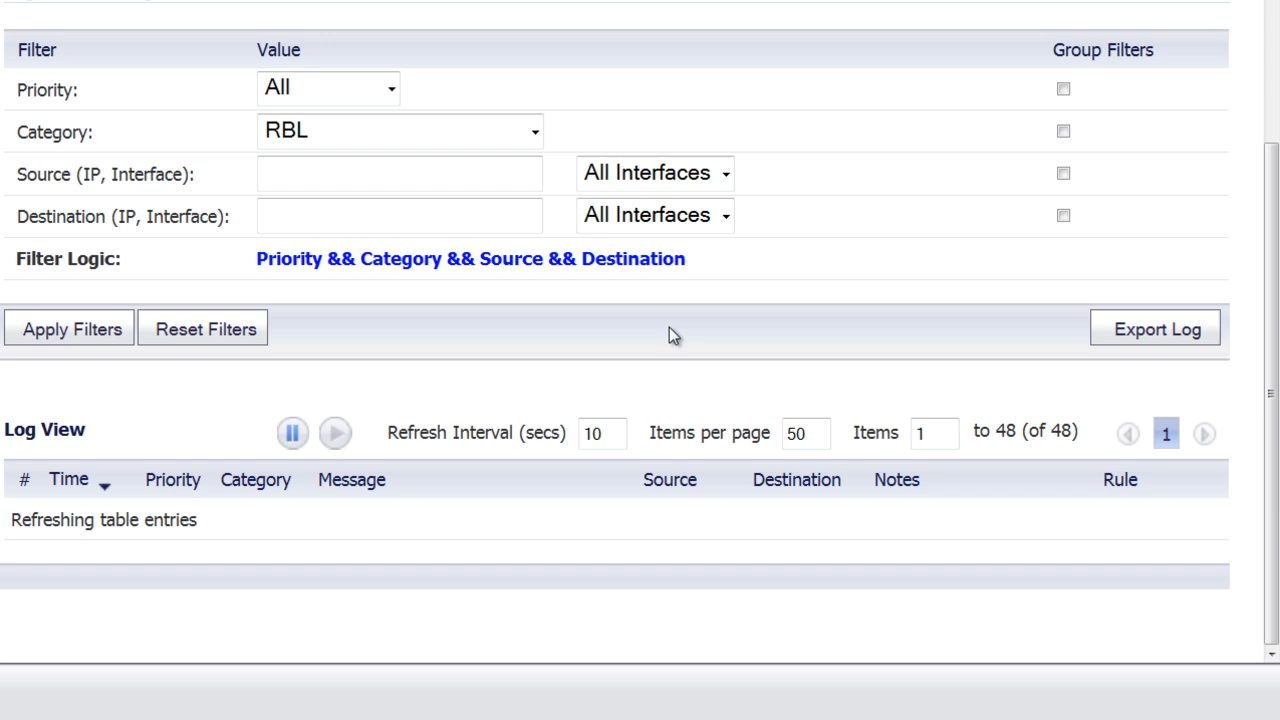 Filter Value Group Filters
Priority: All
Category: RBL
Source (IP, Interface): All Interfaces
Destination (IP, Interface): All Interfaces
Filter Logic: Priority && Category && Source && Destination
Apply Filters Reset Filters Export Log
Log View Refresh Interval (secs) 10 Items per page 50 Items 1 to 48 (of 48) 1
# Time Priority Category Message Source Destination Notes Rule
Refreshing table entries